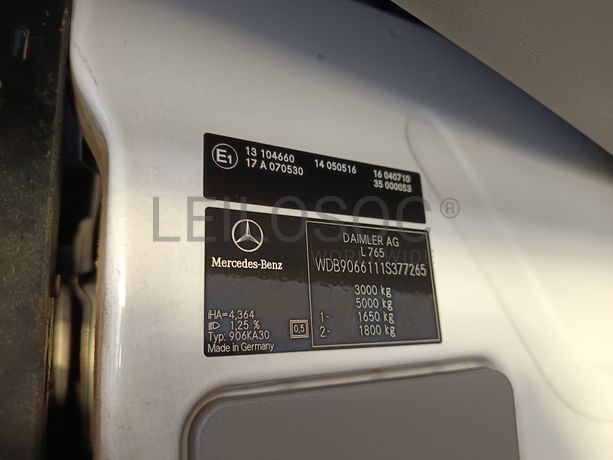 E1
13 104660 14 050516 16 040710
17 A 070530 35 000053
LEILOSOC®
WORLDWIDE
Mercedes-Benz
DAIMLER AG
L 765
WDB9066111S377265
3000 kg
5000 kg
1- 1650 kg
2- 1800 kg
iHA=4,364
1,25 %
0,5
Typ: 906KA30
Made in Germany